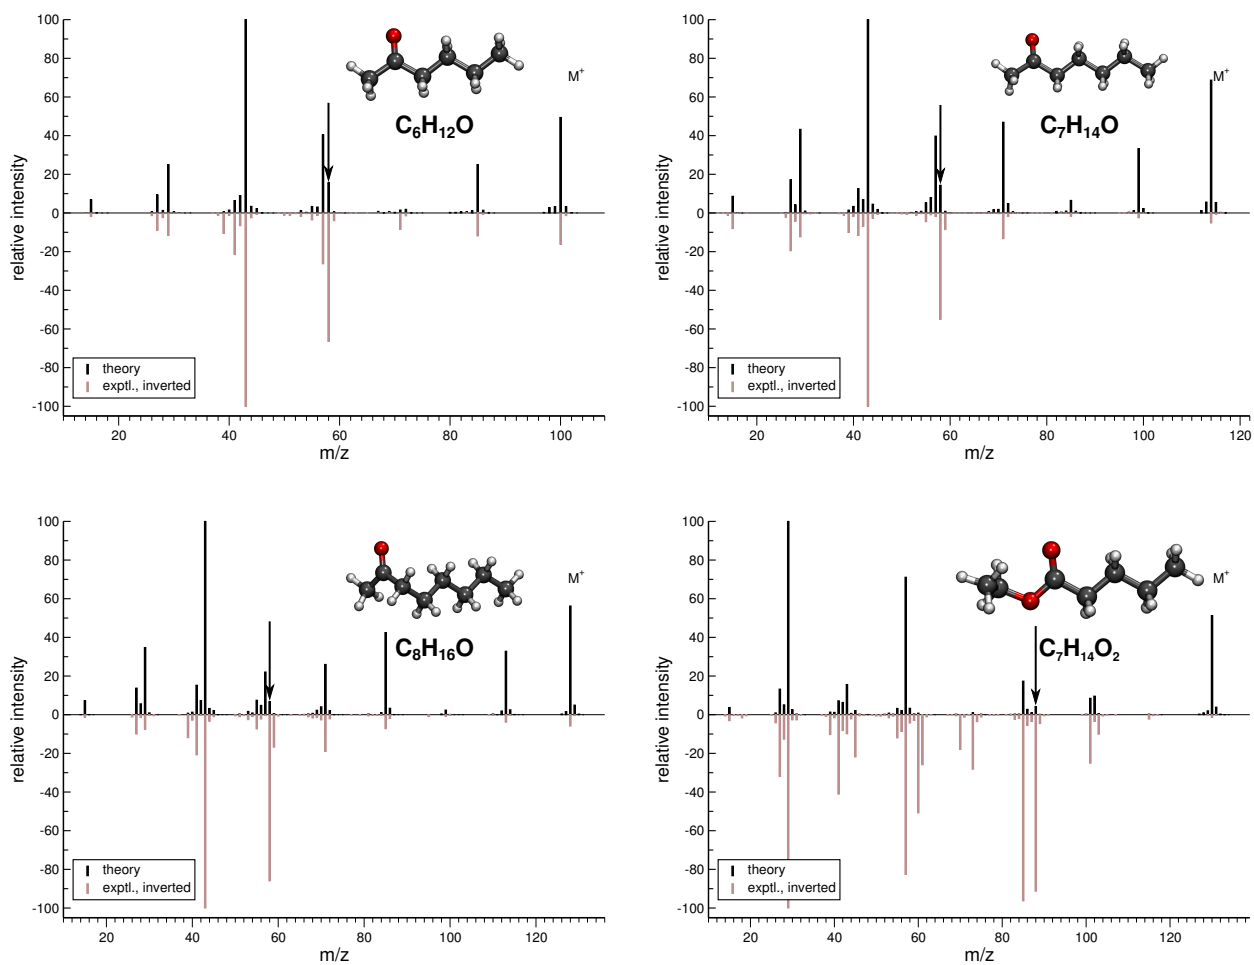 100
80
60
40
20
0
-20
-40
-60
-80
-100
relative intensity
C6H12O
M+
theory
exptl., inverted
20 40 60 80 100
m/z
100
80
60
40
20
0
-20
-40
-60
-80
-100
relative intensity
C7H14O
M+
theory
exptl., inverted
20 40 60 80 100 120
m/z
100
80
60
40
20
0
-20
-40
-60
-80
-100
relative intensity
M+
C8H16O
theory
exptl., inverted
20 40 60 80 100 120
m/z
100
80
60
40
20
0
-20
-40
-60
-80
-100
relative intensity
M+
C7H14O2
theory
exptl., inverted
20 40 60 80 100 120
m/z